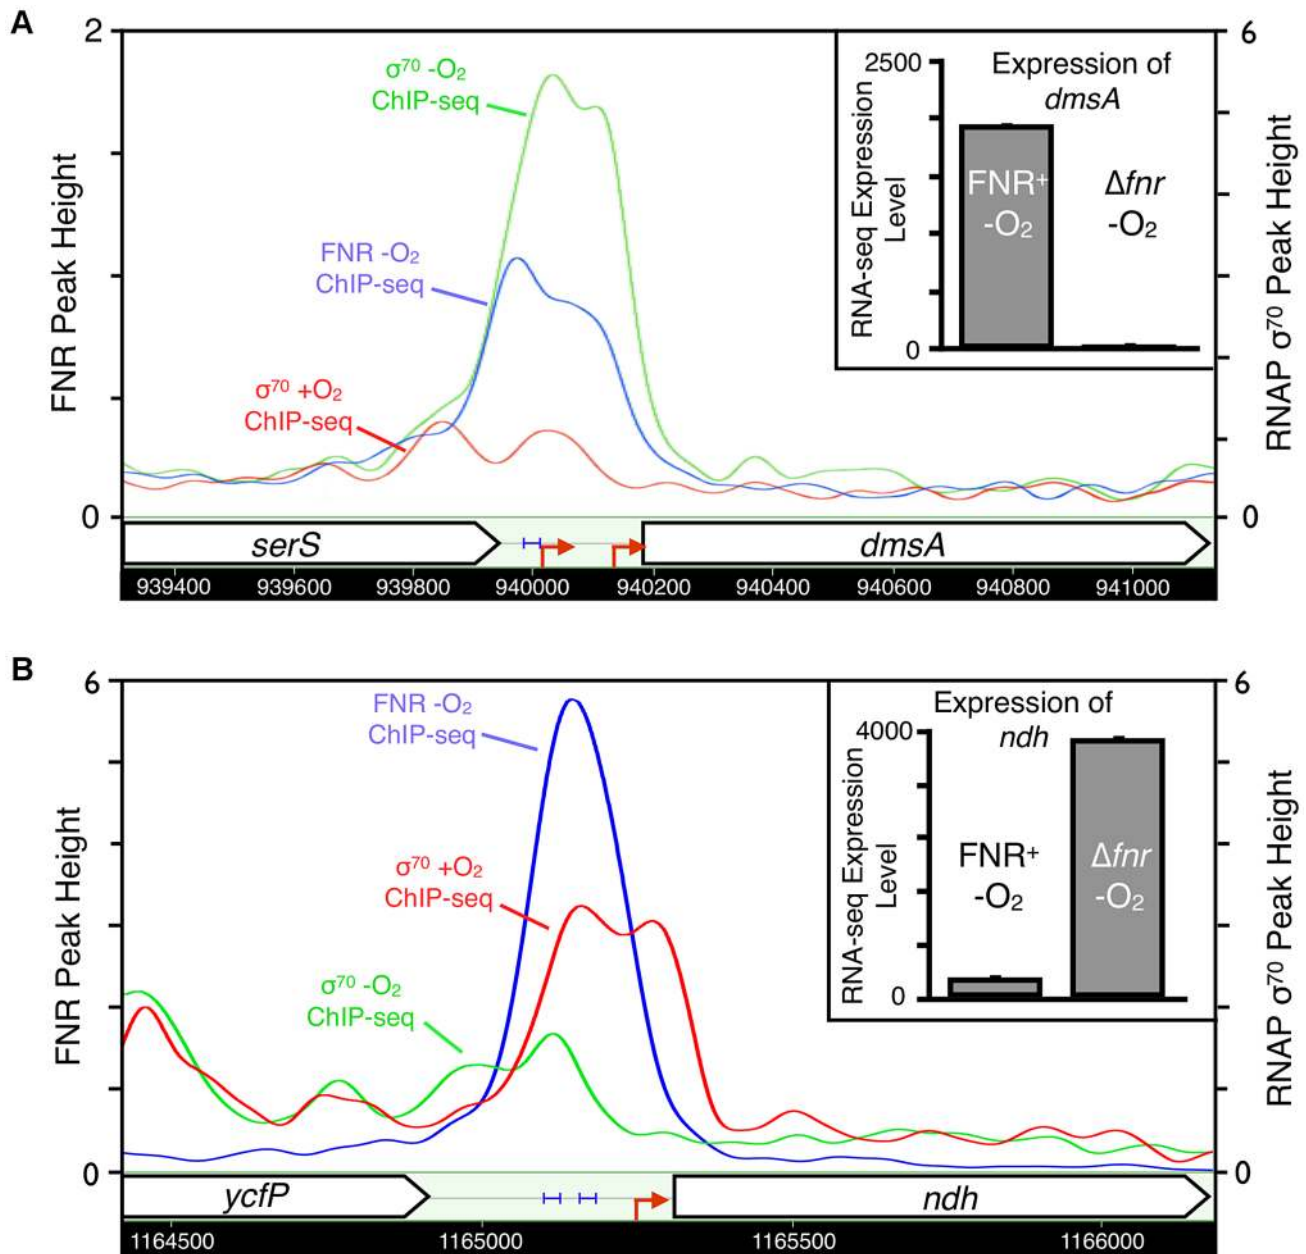 A
2
6
σ⁷⁰ -O₂
ChIP-seq
FNR -O₂
ChIP-seq
σ⁷⁰ +O₂
ChIP-seq
FNR Peak Height
RNAP σ⁷⁰ Peak Height
Expression of
dmsA
2500
0
RNA-seq Expression
Level
FNR⁺
-O₂
Δfnr
-O₂
0
0
serS
dmsA
939400 939600 939800 940000 940200 940400 940600 940800 941000
B
6
6
FNR -O₂
ChIP-seq
σ⁷⁰ +O₂
ChIP-seq
σ⁷⁰ -O₂
ChIP-seq
FNR Peak Height
RNAP σ⁷⁰ Peak Height
Expression of
ndh
4000
0
RNA-seq Expression
Level
FNR⁺
-O₂
Δfnr
-O₂
0
0
ycfP
ndh
1164500 1165000 1165500 1166000